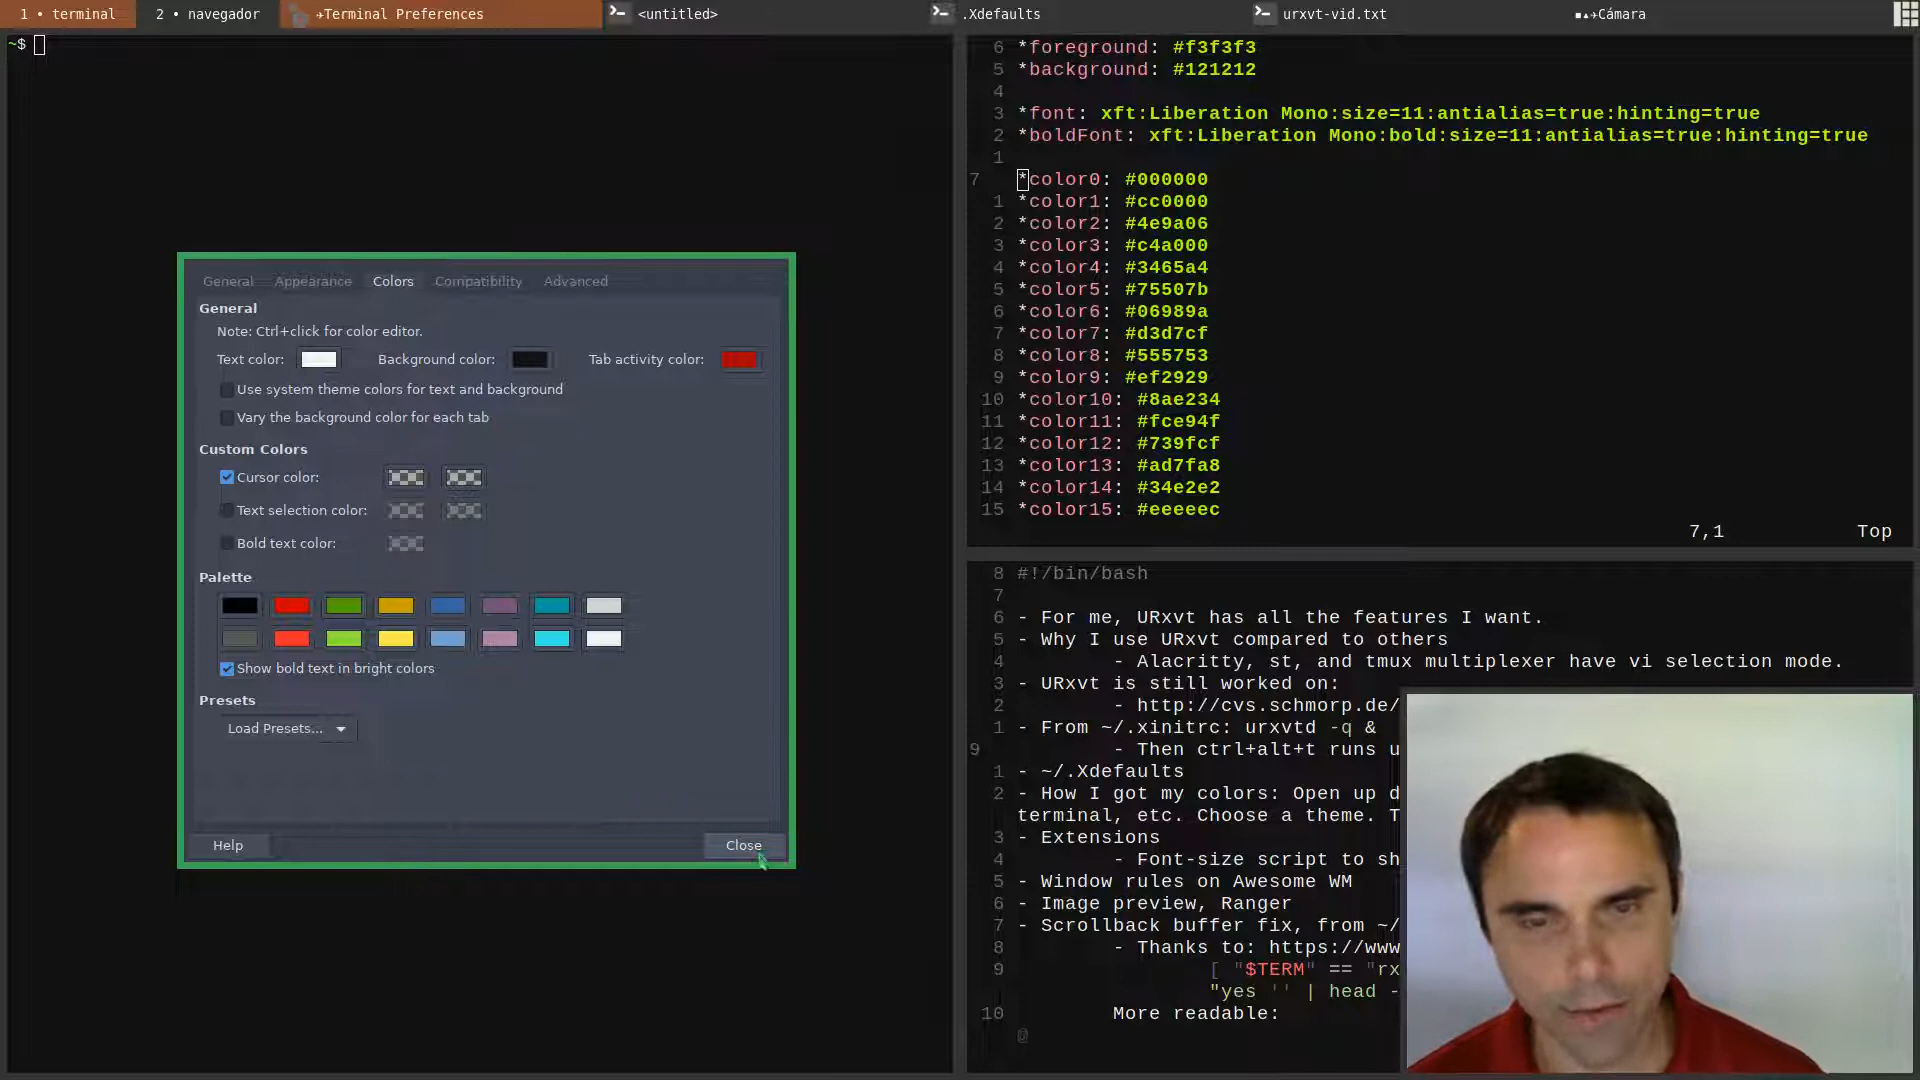 1 • terminal
2 • navegador
✈Terminal Preferences
<untitled>
.Xdefaults
urxvt-vid.txt
▪▴✈Cámara
~$
General Appearance Colors Compatibility Advanced
General
Note: Ctrl+click for color editor.
Text color: Background color: Tab activity color:
Use system theme colors for text and background
Vary the background color for each tab
Custom Colors
Cursor color:
Text selection color:
Bold text color:
Palette
Show bold text in bright colors
Presets
Load Presets...
Help Close
6 *foreground: #f3f3f3
5 *background: #121212
4
3 *font: xft:Liberation Mono:size=11:antialias=true:hinting=true
2 *boldFont: xft:Liberation Mono:bold:size=11:antialias=true:hinting=true
1
7 *color0: #000000
1 *color1: #cc0000
2 *color2: #4e9a06
3 *color3: #c4a000
4 *color4: #3465a4
5 *color5: #75507b
6 *color6: #06989a
7 *color7: #d3d7cf
8 *color8: #555753
9 *color9: #ef2929
10 *color10: #8ae234
11 *color11: #fce94f
12 *color12: #739fcf
13 *color13: #ad7fa8
14 *color14: #34e2e2
15 *color15: #eeeeec
7,1 Top
8 #!/bin/bash
7
6 - For me, URxvt has all the features I want.
5 - Why I use URxvt compared to others
4 - Alacritty, st, and tmux multiplexer have vi selection mode.
3 - URxvt is still worked on:
2 - http://cvs.schmorp.de/
1 - From ~/.xinitrc: urxvtd -q &
9 - Then ctrl+alt+t runs u
1 - ~/.Xdefaults
2 - How I got my colors: Open up d
terminal, etc. Choose a theme. T
3 - Extensions
4 - Font-size script to sh
5 - Window rules on Awesome WM
6 - Image preview, Ranger
7 - Scrollback buffer fix, from ~/
8 - Thanks to: https://www
9 [ "$TERM" == "rx
"yes '' | head -
10 More readable:
@